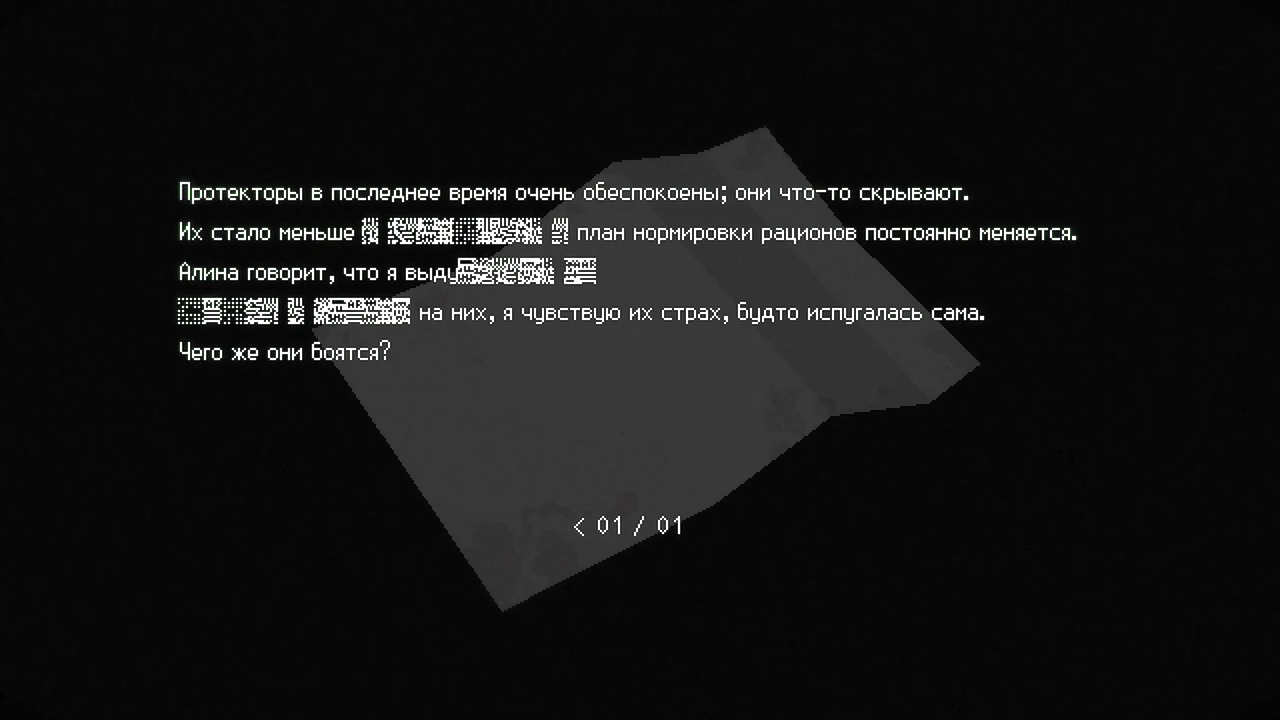 Протекторы в последнее время очень обеспокоены; они что-то скрывают.
Их стало меньше план нормировки рационов постоянно меняется.
Алина говорит, что я
на них, я чувствую их страх, будто испугалась сама.
Чего же они боятся?
< 01 / 01